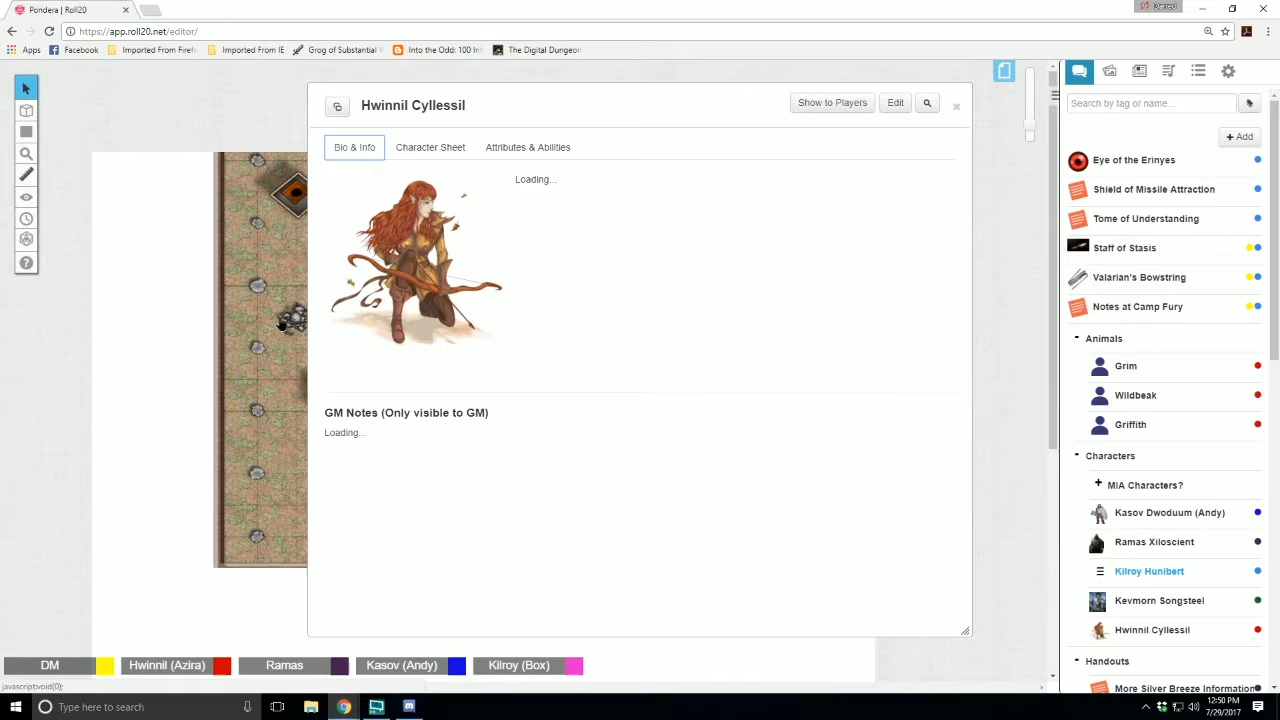 Pondera | Roll20
Darrell
https://app.roll20.net/editor/
Apps
Facebook
Imported From Firefox
Imported From IE
Grog of Substantial
Into the Odd: 100
The Digital Dungeon
Hwinnil Cyllessil
Show to Players
Edit
Bio & Info
Character Sheet
Attributes & Abilities
Loading...
GM Notes (Only visible to GM)
Loading...
Search by tag or name...
+ Add
Eye of the Erinyes
Shield of Missile Attraction
Tome of Understanding
Staff of Stasis
Valarian's Bowstring
Notes at Camp Fury
- Animals
Grim
Wildbeak
Griffith
- Characters
+ MIA Characters?
Kasov Dwoduum (Andy)
Ramas Xiloscient
Kilroy Hunibert
Kevmorn Songsteel
Hwinnil Cyllessil
Handouts
More Silver Breeze Information
DM
Hwinnil (Azira)
Ramas
Kasov (Andy)
Kilroy (Box)
javascript:void(0);
Type here to search
12:50 PM
7/29/2017